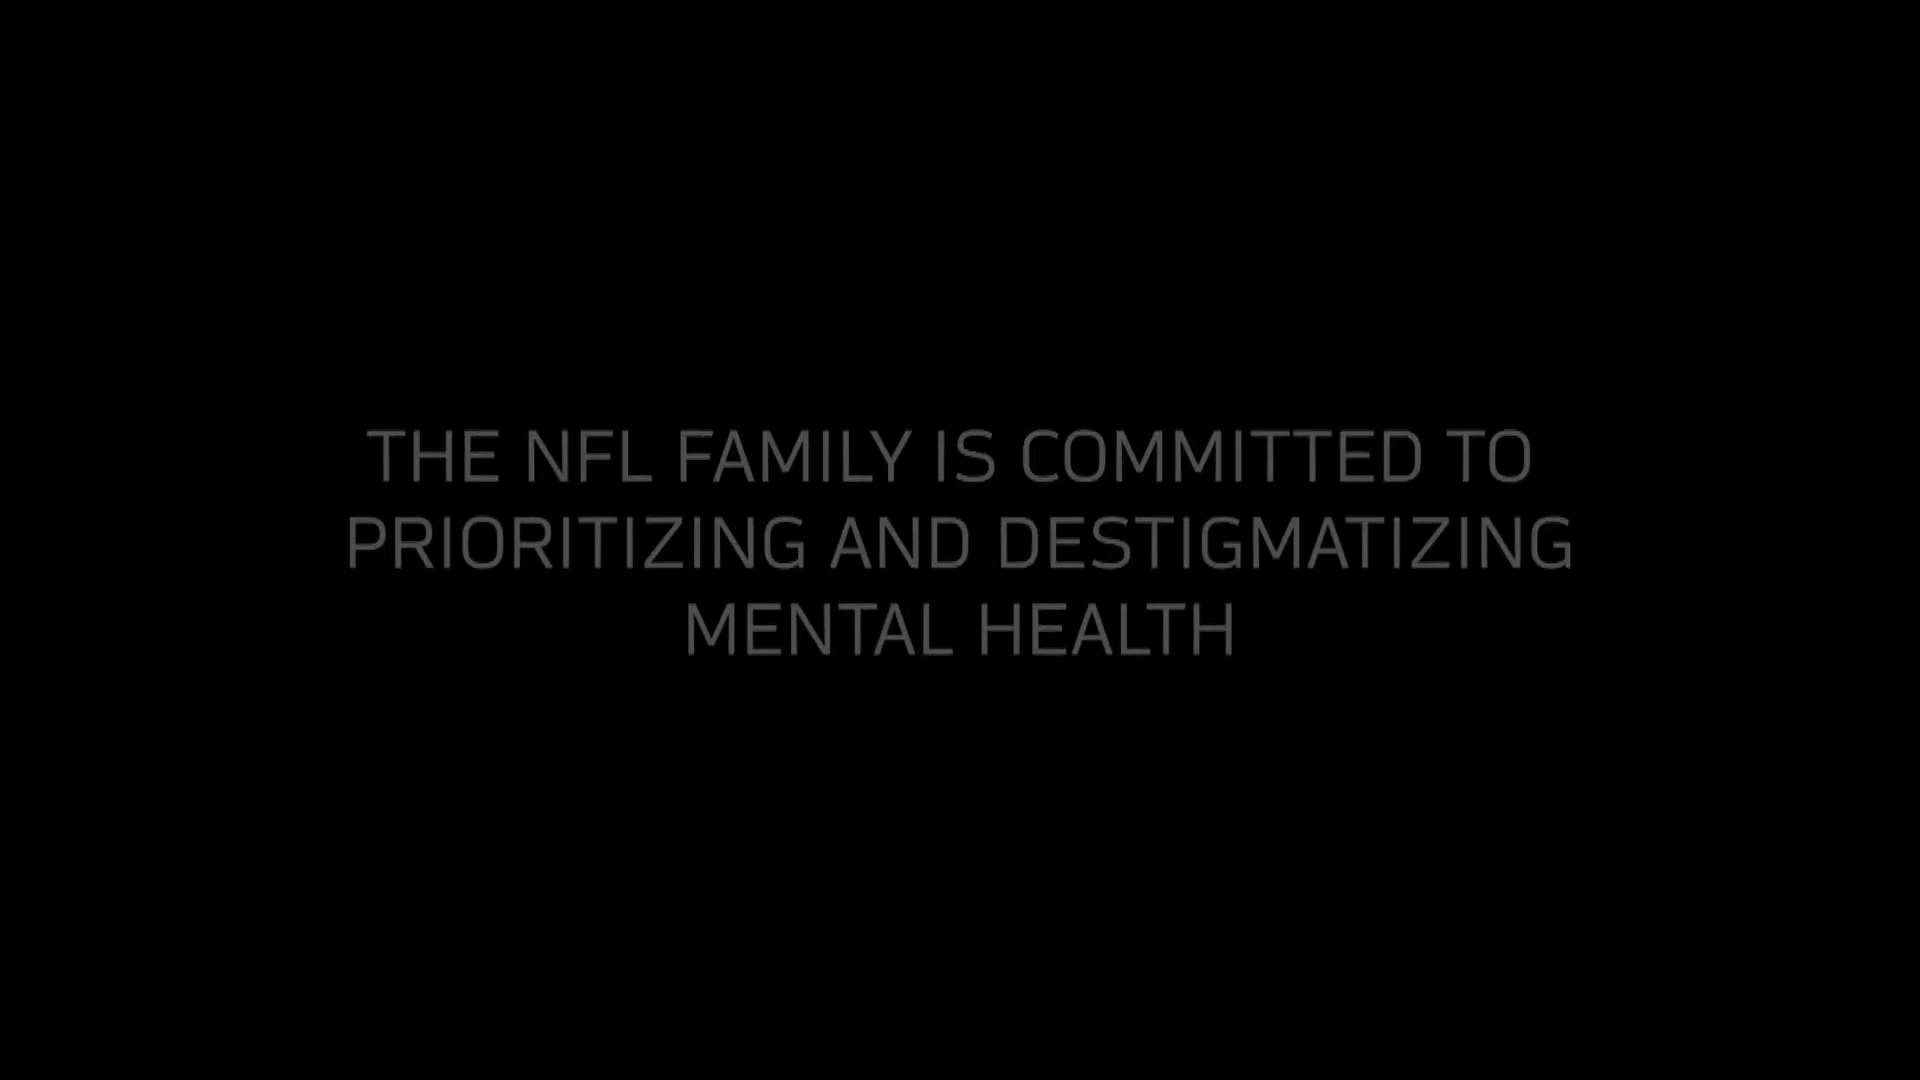 THE NFL FAMILY IS COMMITTED TO
PRIORITIZING AND DESTIGMATIZING
MENTAL HEALTH